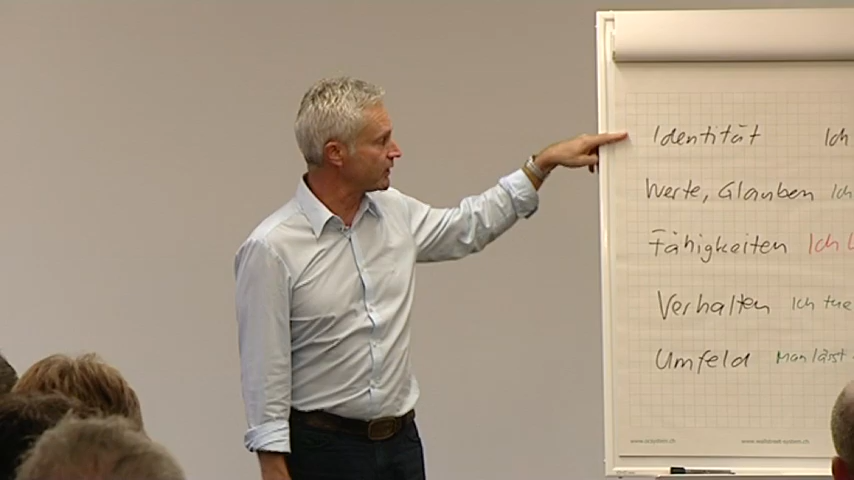 Identität Ich
Werte, Glauben Ich
Fähigkeiten Ich
Verhalten Ich tue
Umfeld Man lässt